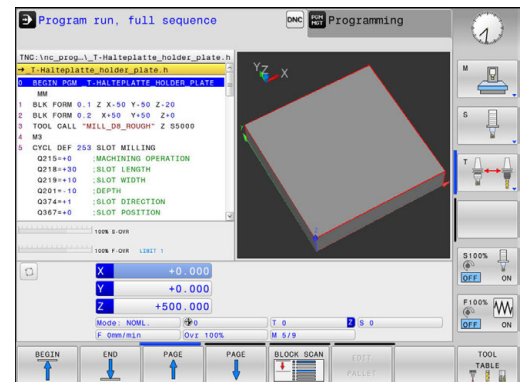 Program run, full sequence
DNC
PGM MGT
Programming
TNC:\nc_prog…\_T-Halteplatte_holder_plate.h
→_T-Halteplatte_holder_plate.h
0 BEGIN PGM _T-HALTEPLATTE_HOLDER_PLATE
MM
1 BLK FORM 0.1 Z X-50 Y-50 Z-20
2 BLK FORM 0.2 X+50 Y+50 Z+0
3 TOOL CALL "MILL_D8_ROUGH" Z S5000
4 M3
5 CYCL DEF 253 SLOT MILLING
Q215=+0 ;MACHINING OPERATION
Q218=+30 ;SLOT LENGTH
Q219=+10 ;SLOT WIDTH
Q201=-10 ;DEPTH
Q374=+1 ;SLOT DIRECTION
Q367=+0 ;SLOT POSITION
Y Z X
100% S-OVR
100% F-OVR LIMIT 1
X +0.000
Y +0.000
Z +500.000
Mode: NOML. 0 T 0 Z S 0
F 0mm/min Ovr 100% M 5/9
M
S
T
S100%
OFF ON
F100%
OFF ON
BEGIN
END
PAGE
PAGE
BLOCK SCAN
EDIT
PALLET
TOOL
TABLE